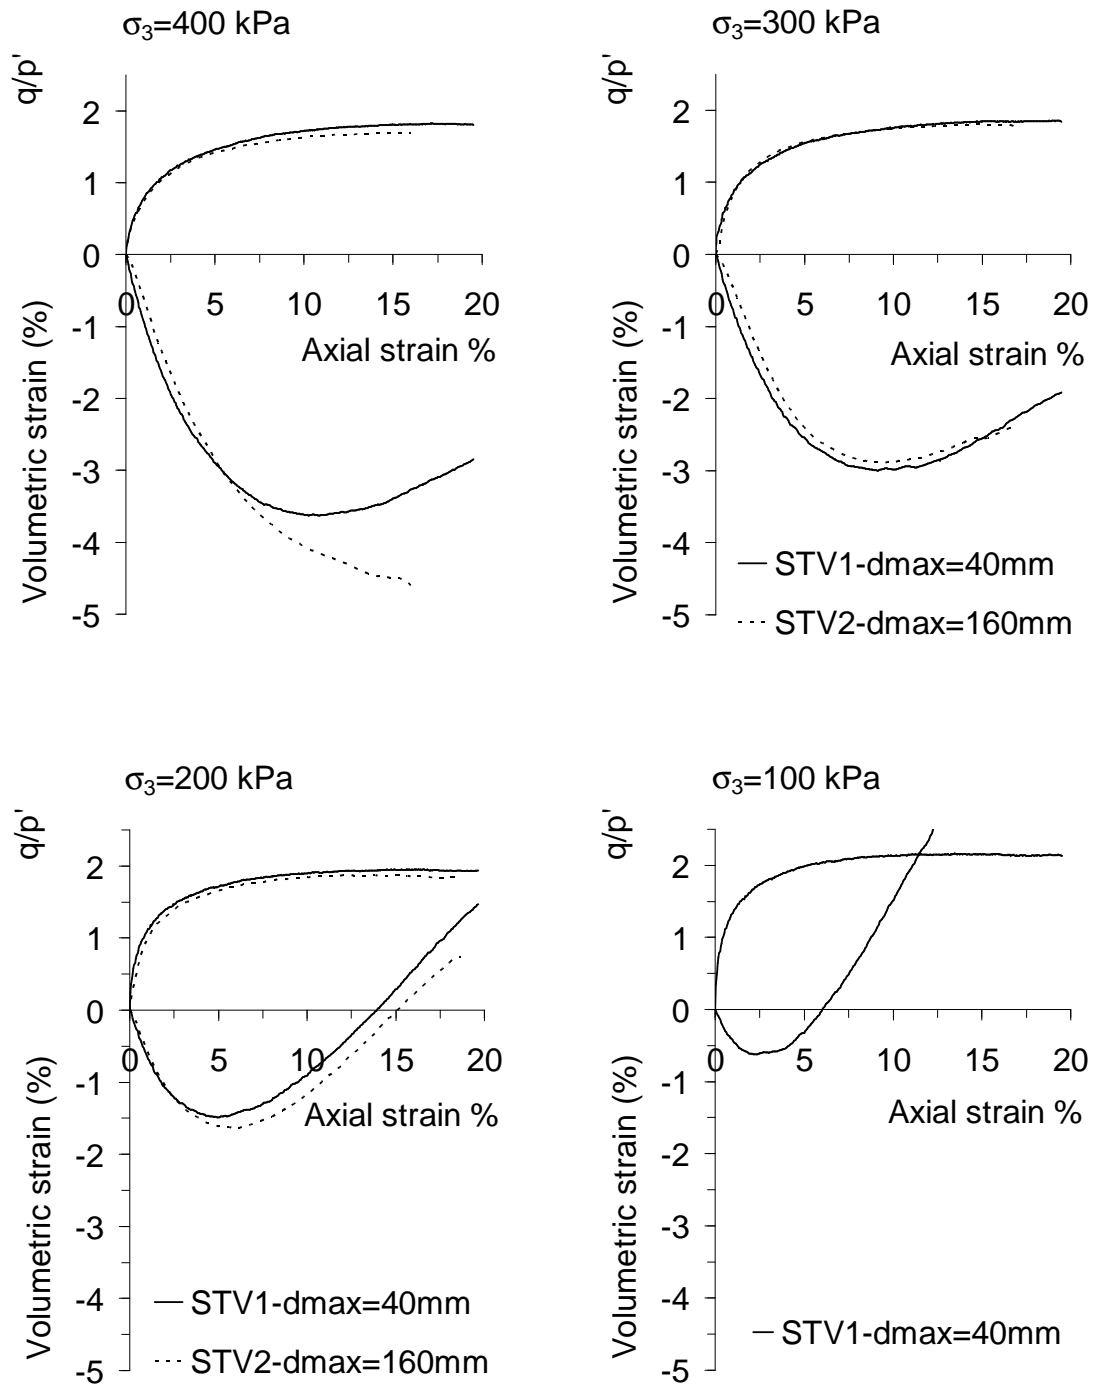 σ3=400 kPa
q/p'
2
1
0
0 5 10 15 20
-1
Axial strain %
-2
-3
-4
-5
Volumetric strain (%)
σ3=300 kPa
q/p'
2
1
0
0 5 10 15 20
-1
Axial strain %
-2
-3
-4
-5
Volumetric strain (%)
STV1-dmax=40mm
STV2-dmax=160mm
σ3=200 kPa
q/p'
2
1
0
0 5 10 15 20
-1
Axial strain %
-2
-3
-4
-5
Volumetric strain (%)
STV1-dmax=40mm
STV2-dmax=160mm
σ3=100 kPa
q/p'
2
1
0
0 5 10 15 20
-1
Axial strain %
-2
-3
-4
-5
Volumetric strain (%)
STV1-dmax=40mm